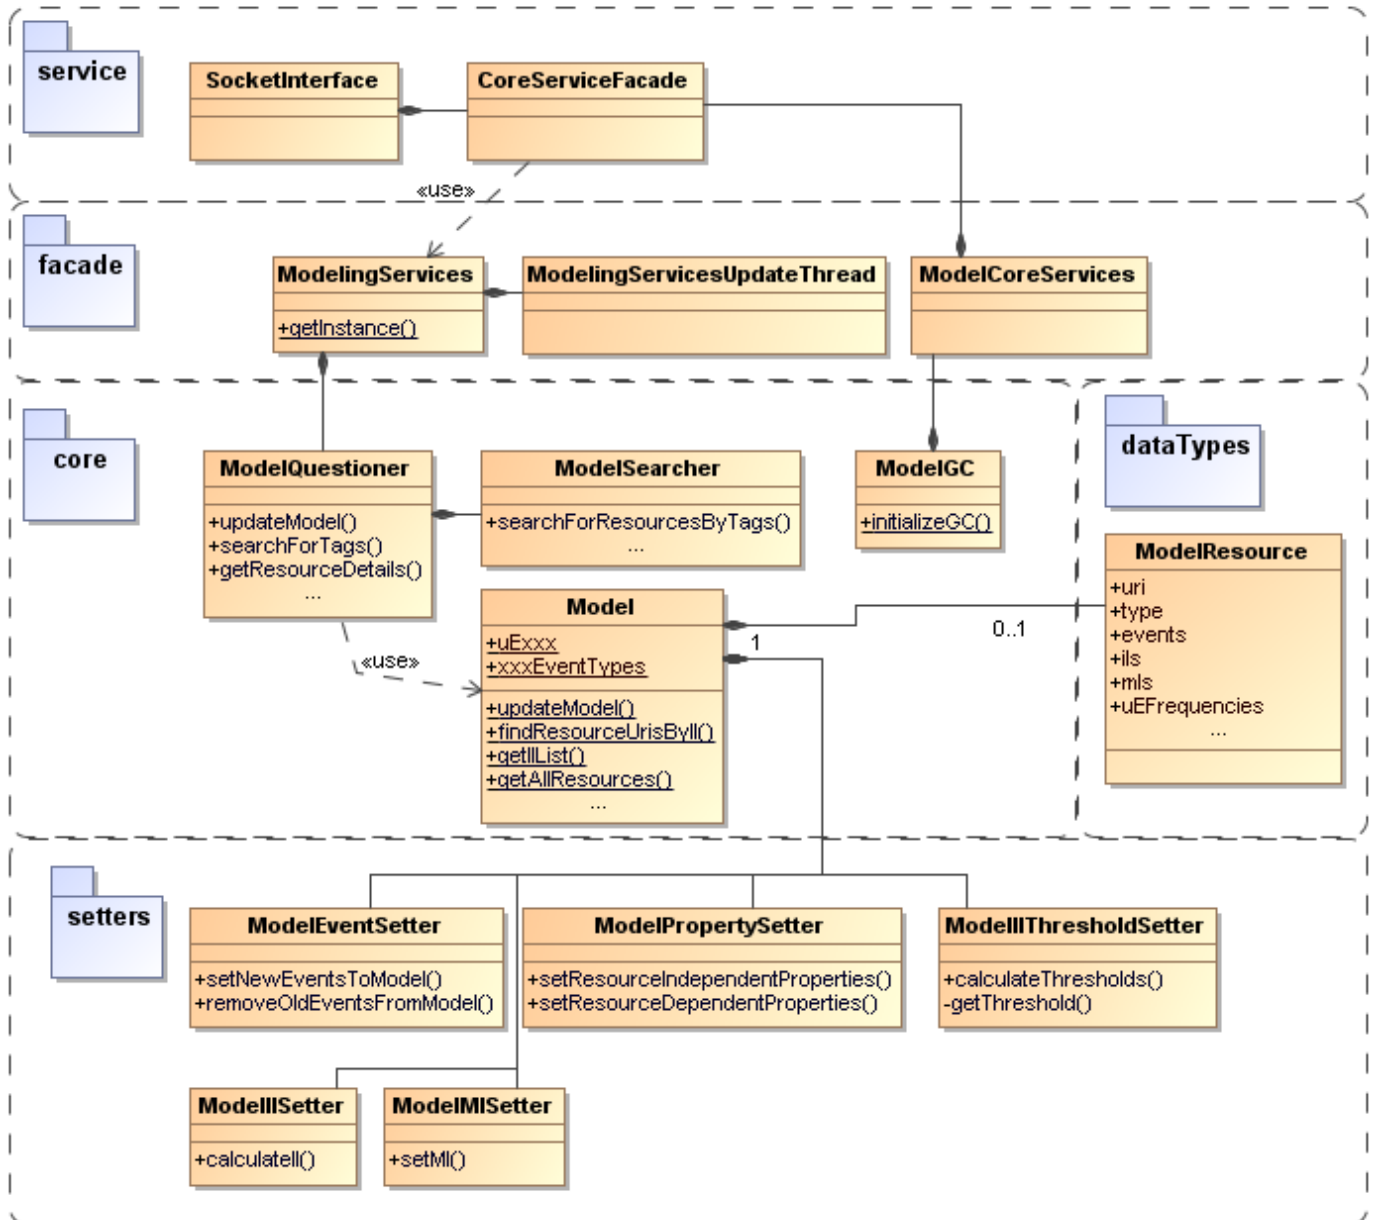 service
SocketInterface
CoreServiceFacade
«use»
facade
ModelingServices
+getInstance()
ModelingServicesUpdateThread
ModelCoreServices
core
ModelQuestioner
+updateModel()
+searchForTags()
+getResourceDetails()
...
ModelSearcher
+searchForResourcesByTags()
...
ModelGC
+initializeGC()
dataTypes
ModelResource
+uri
+type
+events
+iIs
+mIs
+uEFrequencies
...
«use»
Model
+uExxx
+xxxEventTypes
+updateModel()
+findResourceUrisByII()
+getIIList()
+getAllResources()
...
1
0..1
setters
ModelEventSetter
+setNewEventsToModel()
+removeOldEventsFromModel()
ModelPropertySetter
+setResourceIndependentProperties()
+setResourceDependentProperties()
ModelIIThresholdSetter
+calculateThresholds()
-getThreshold()
ModelIISetter
+calculateII()
ModelMISetter
+setMI()